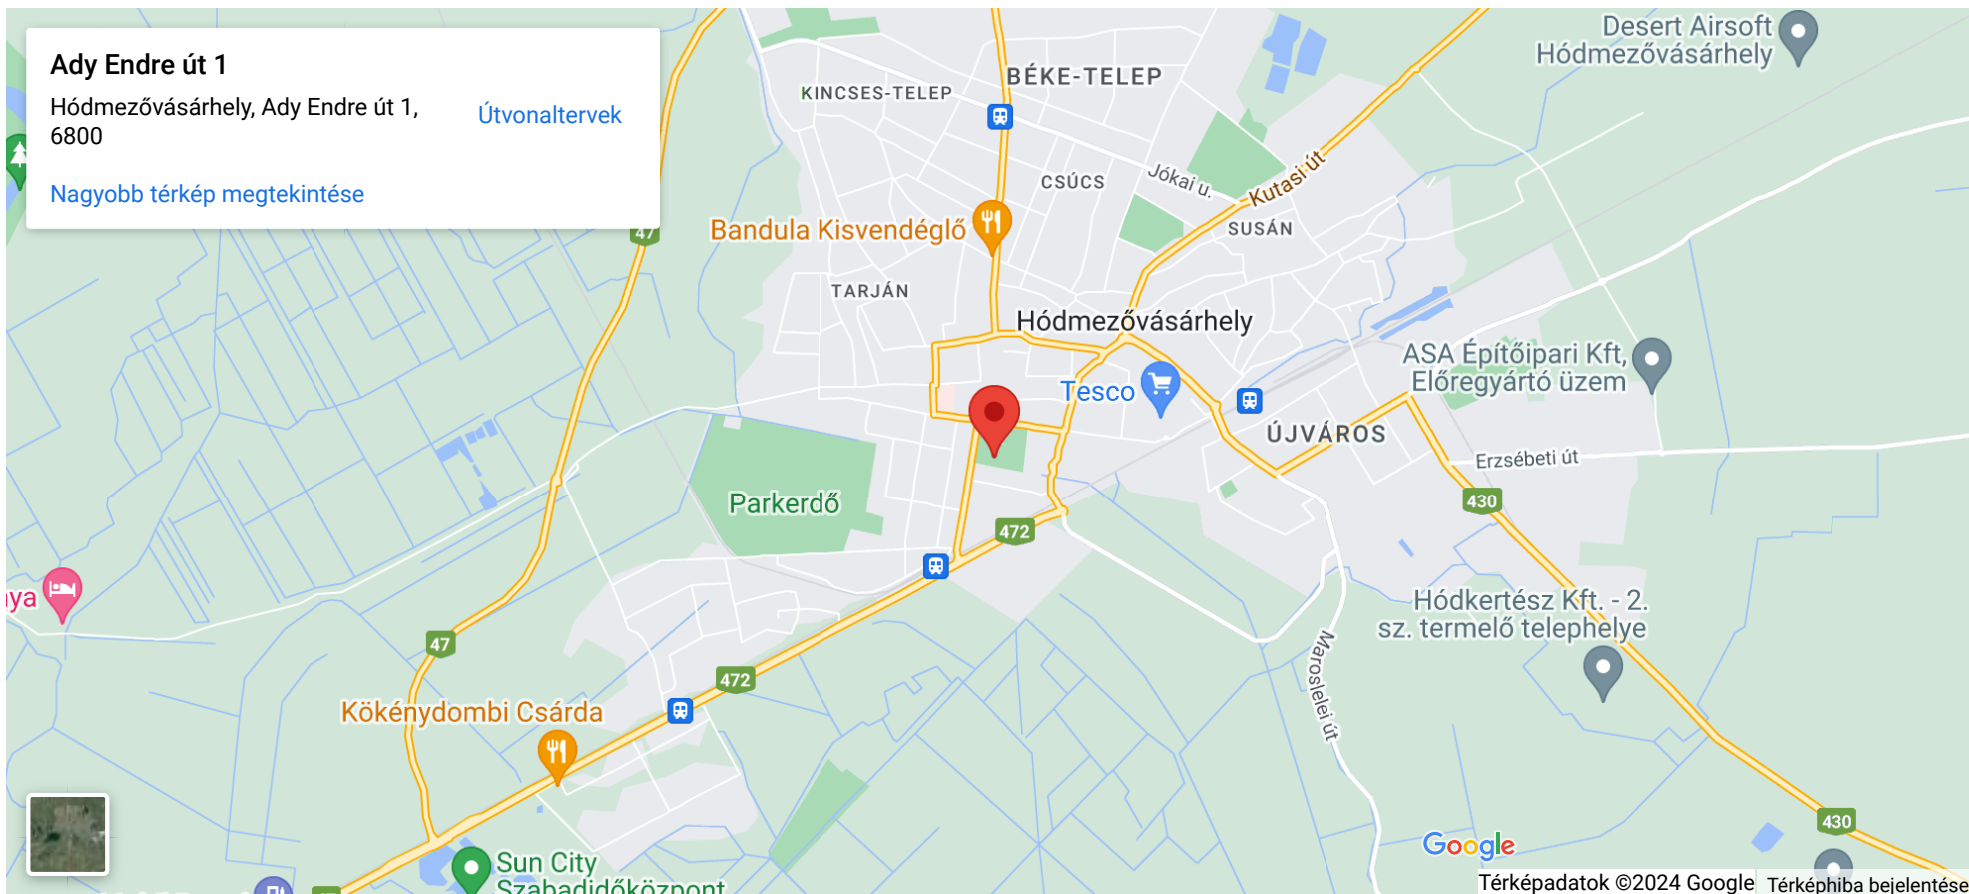 Ady Endre út 1
Hódmezővásárhely, Ady Endre út 1,
6800
Útvonaltervek
Nagyobb térkép megtekintése
Desert Airsoft
Hódmezővásárhely
BÉKE-TELEP
KINCSES-TELEP
CSÚCS
Jókai u.
Kutasi út
SUSÁN
Bandula Kisvendéglő
47
TARJÁN
Hódmezővásárhely
ASA Építőipari Kft,
Előregyártó üzem
Tesco
ÚJVÁROS
Erzsébeti út
430
Parkerdő
472
Hódkertész Kft. - 2.
sz. termelő telephelye
47
Maroslelei út
472
Kökénydombi Csárda
430
Google
Sun City
Szabadidőközpont
Térképadatok ©2024 Google
Térképhiba bejelentése